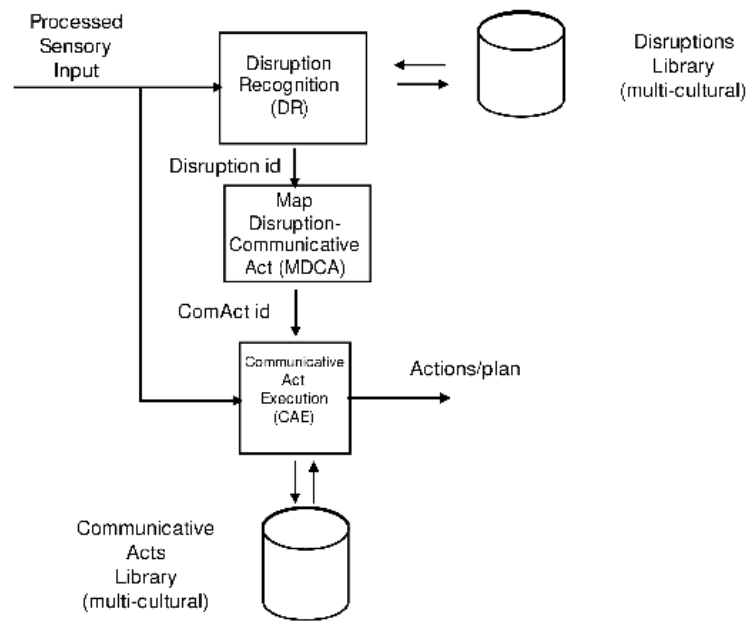 Processed
Sensory
Input
Disruption
Recognition
(DR)
Disruptions
Library
(multi-cultural)
Disruption id
Map
Disruption-
Communicative
Act (MDCA)
ComAct id
Communicative
Act
Execution
(CAE)
Actions/plan
Communicative
Acts
Library
(multi-cultural)